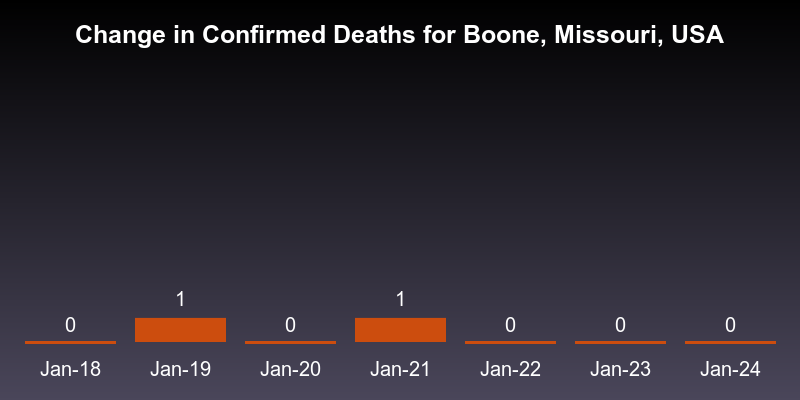 Change in Confirmed Deaths for Boone, Missouri, USA
0 1 0 1 0 0 0
Jan-18 Jan-19 Jan-20 Jan-21 Jan-22 Jan-23 Jan-24